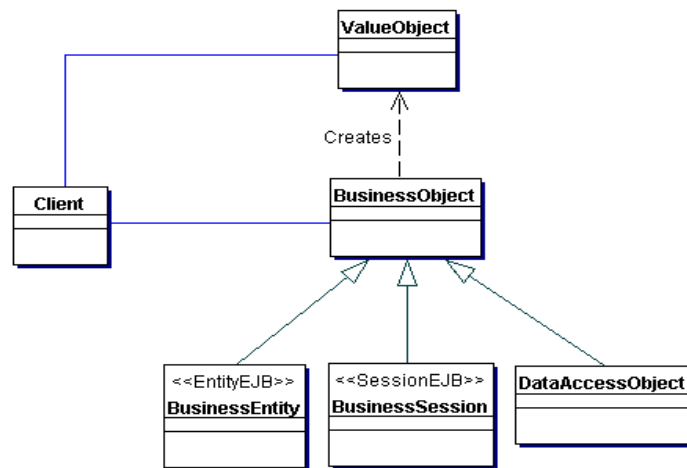 ValueObject
Creates
Client
BusinessObject
<<EntityEJB>>
BusinessEntity
<<SessionEJB>>
BusinessSession
DataAccessObject